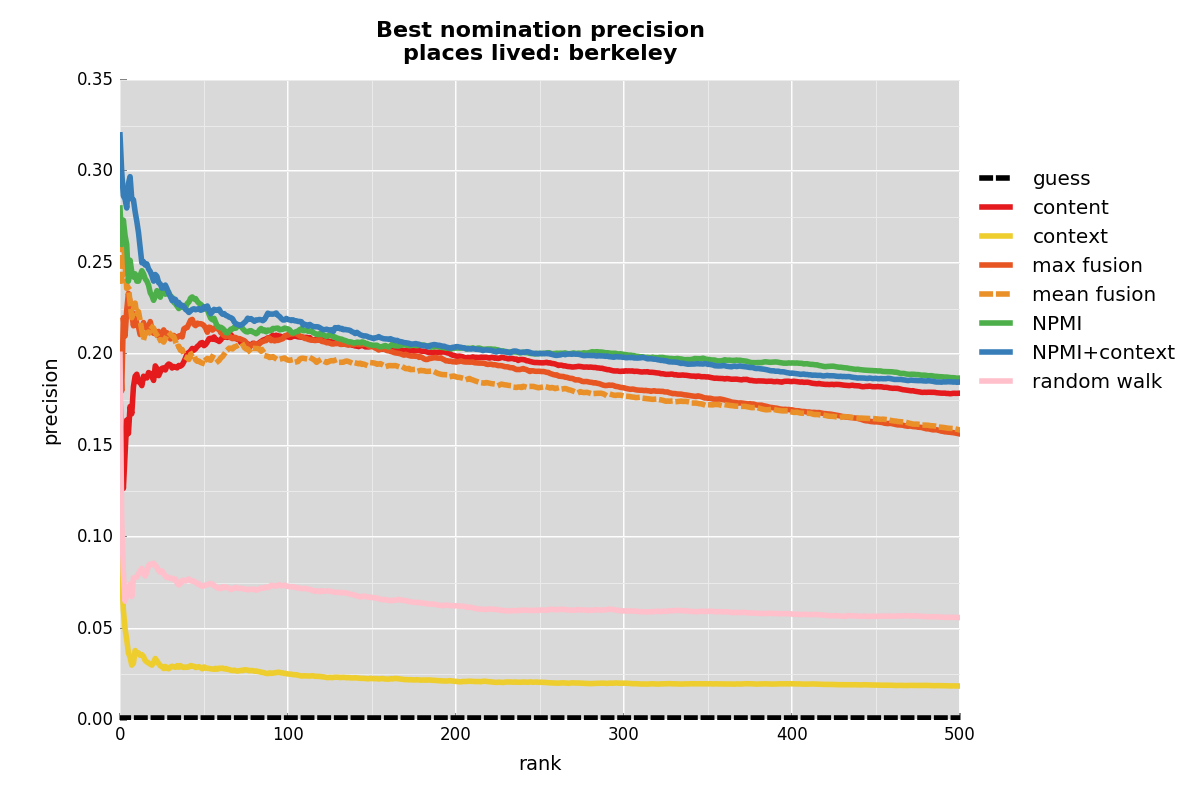 Best nomination precision
places lived: berkeley
0.35
0.30
0.25
0.20
0.15
0.10
0.05
0.00
precision
0
100
200
300
400
500
rank
guess
content
context
max fusion
mean fusion
NPMI
NPMI+context
random walk